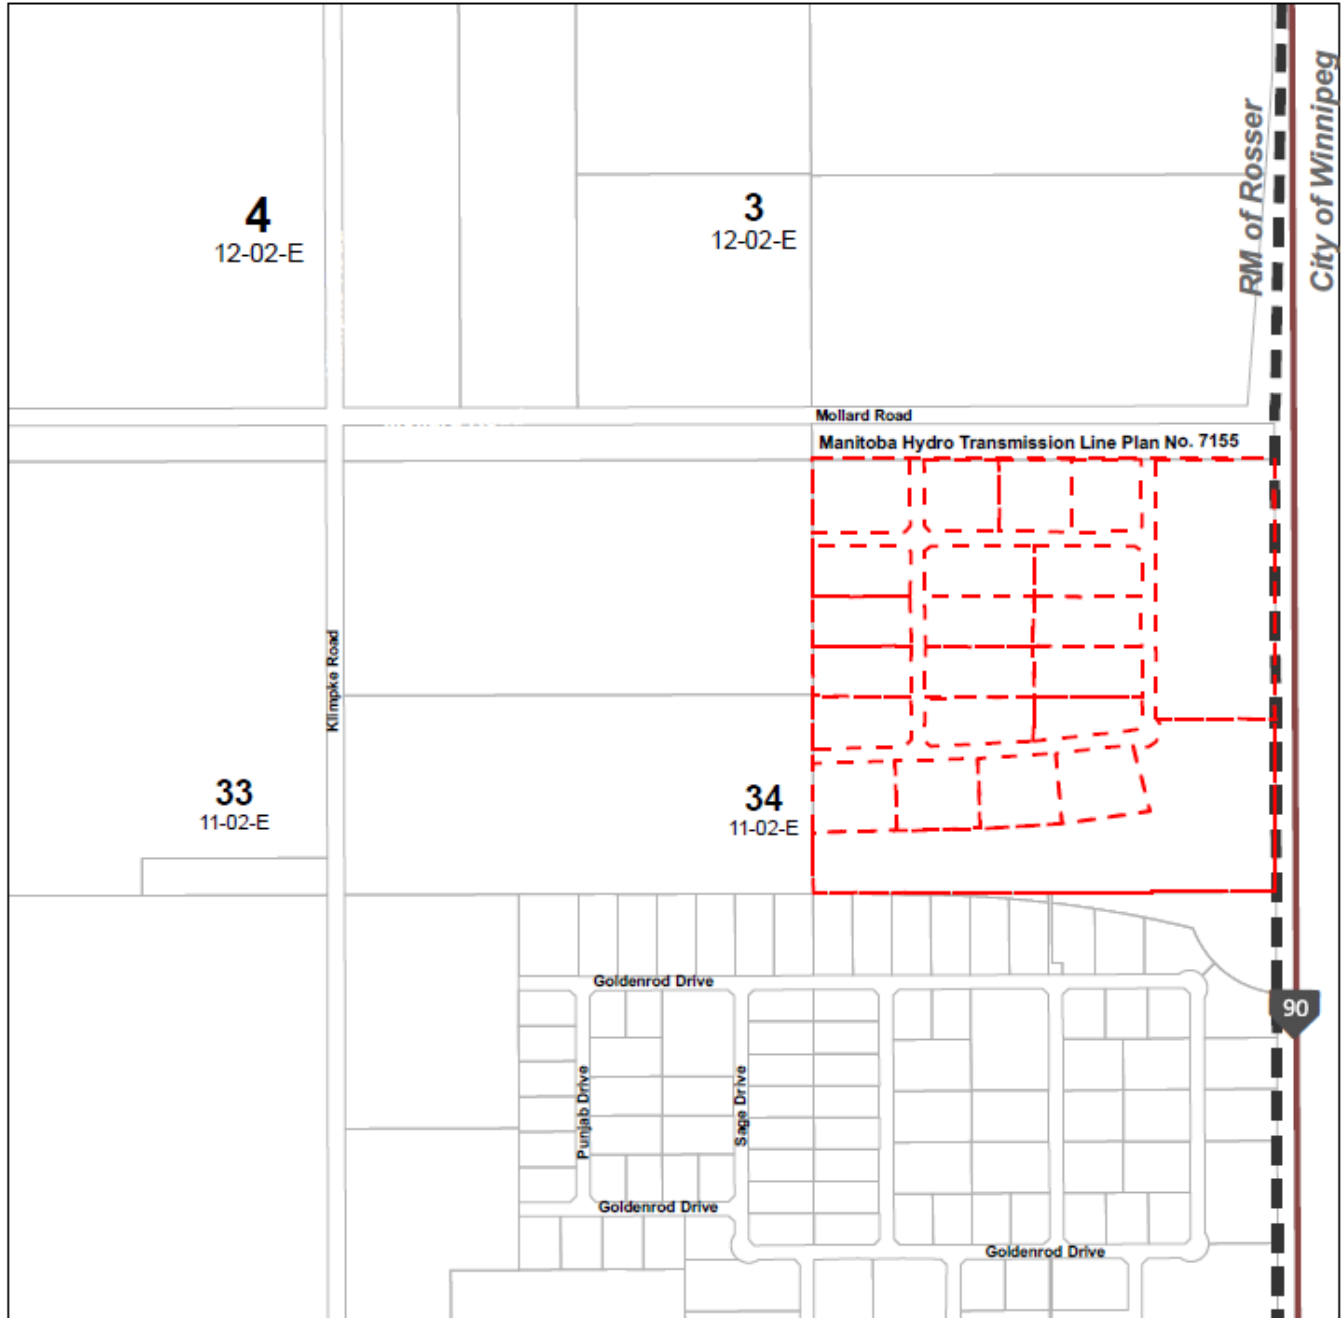 RM of Rosser
City of Winnipeg
4
12-02-E
3
12-02-E
Mollard Road
Manitoba Hydro Transmission Line Plan No. 7155
Klimpke Road
33
11-02-E
34
11-02-E
Goldenrod Drive
90
Punjab Drive
Sage Drive
Goldenrod Drive
Goldenrod Drive